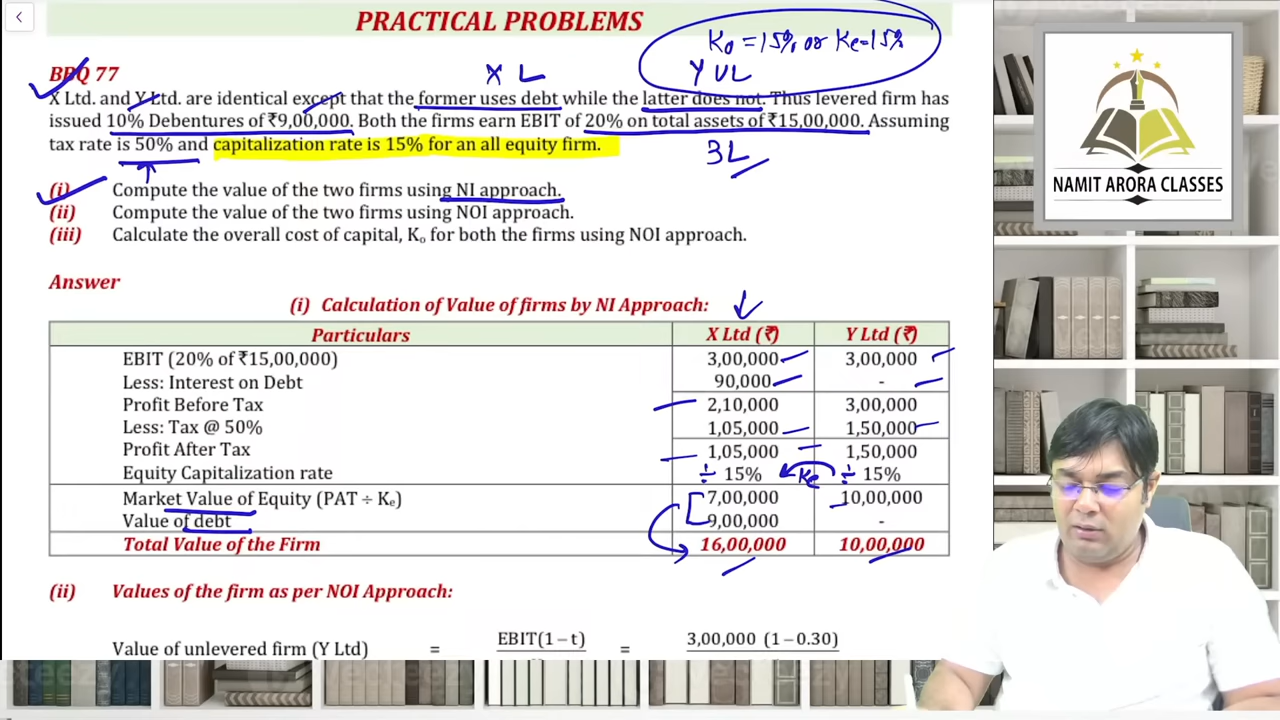 PRACTICAL PROBLEMS
K₀ = 15% or Ke = 15%
BBQ 77
X L
Y UL
X Ltd. and Y Ltd. are identical except that the former uses debt while the latter does not. Thus levered firm has
issued 10% Debentures of ₹9,00,000. Both the firms earn EBIT of 20% on total assets of ₹15,00,000. Assuming
tax rate is 50% and capitalization rate is 15% for an all equity firm.
3L
(i) Compute the value of the two firms using NI approach.
(ii) Compute the value of the two firms using NOI approach.
(iii) Calculate the overall cost of capital, Kₒ for both the firms using NOI approach.
NAMIT ARORA CLASSES
Answer
(i) Calculation of Value of firms by NI Approach:
Particulars X Ltd (₹) Y Ltd (₹)
EBIT (20% of ₹15,00,000) 3,00,000 3,00,000
Less: Interest on Debt 90,000 -
Profit Before Tax 2,10,000 3,00,000
Less: Tax @ 50% 1,05,000 1,50,000
Profit After Tax 1,05,000 1,50,000
Equity Capitalization rate ÷ 15% Ke ÷ 15%
Market Value of Equity (PAT ÷ Kₑ) 7,00,000 10,00,000
Value of debt 9,00,000 -
Total Value of the Firm 16,00,000 10,00,000
(ii) Values of the firm as per NOI Approach:
EBIT(1−t) 3,00,000 (1−0.30)
Value of unlevered firm (Y Ltd) = =